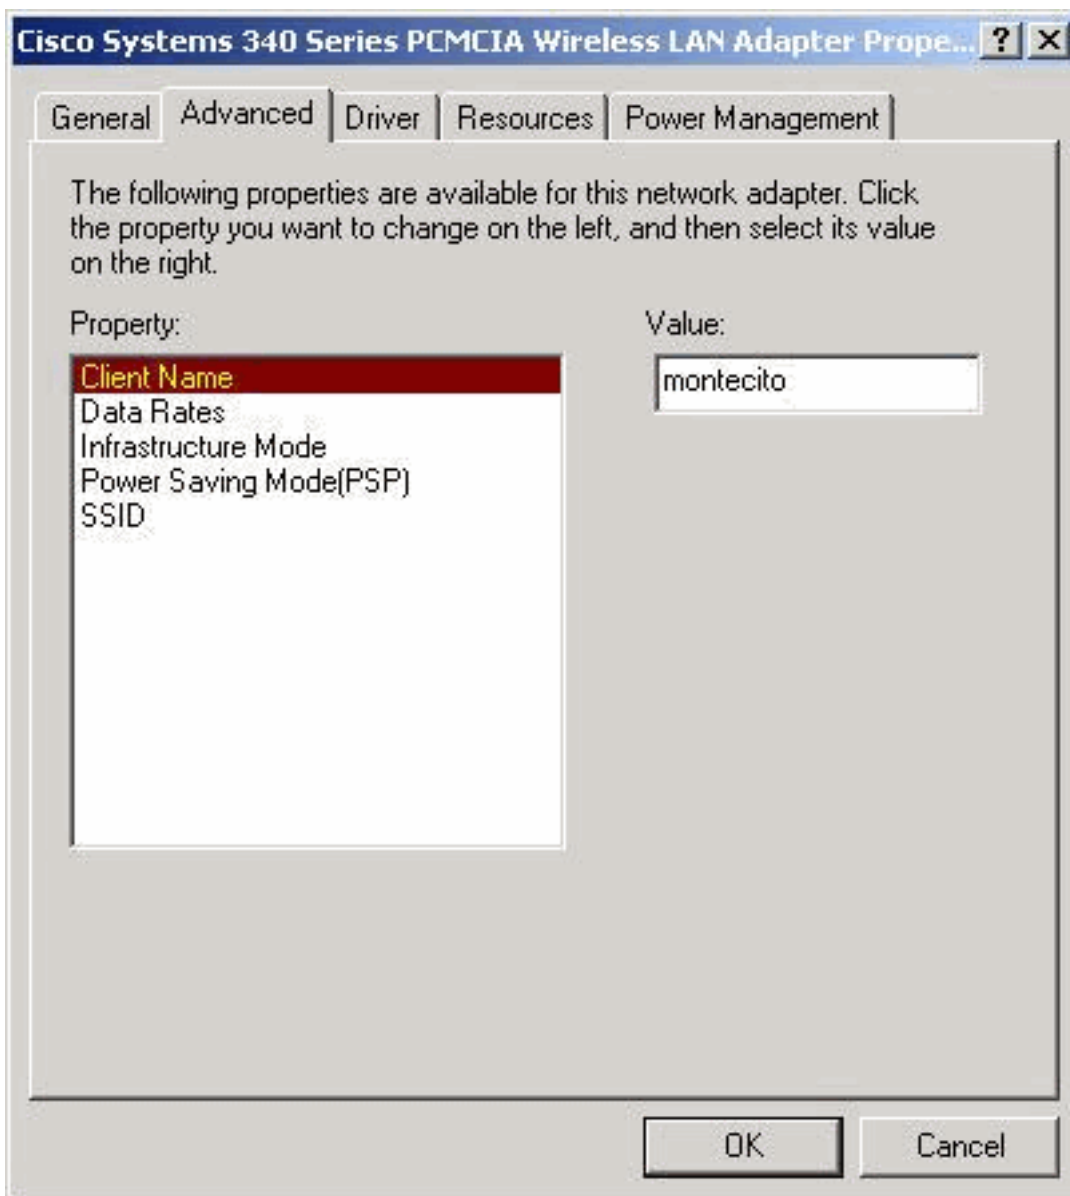 Cisco Systems 340 Series PCMCIA Wireless LAN Adapter Prope... ? X
General Advanced Driver Resources Power Management
The following properties are available for this network adapter. Click
the property you want to change on the left, and then select its value
on the right.
Property: Value:
Client Name montecito
Data Rates
Infrastructure Mode
Power Saving Mode(PSP)
SSID
OK Cancel